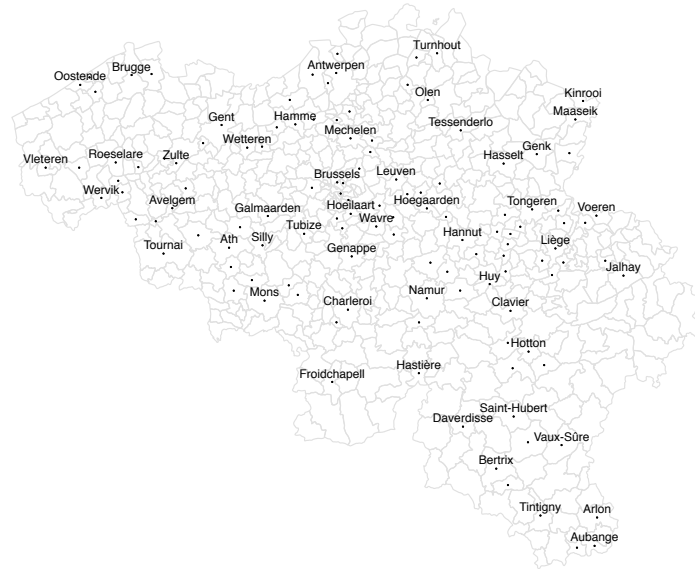 Turnhout
Antwerpen
Brugge
Oostende
Olen
Kinrooi
Maaseik
Gent
Hamme
Tessenderlo
Mechelen
Wetteren
Genk
Vleteren
Roeselare
Zulte
Hasselt
Leuven
Brussels
Wervik
Avelgem
Hoegaarden
Tongeren
Galmaarden
Hoeilaart
Voeren
Wavre
Tubize
Tournai
Ath
Silly
Hannut
Liège
Genappe
Jalhay
Huy
Mons
Namur
Charleroi
Clavier
Hotton
Hastière
Froidchapell
Saint-Hubert
Daverdisse
Vaux-Sûre
Bertrix
Tintigny
Arlon
Aubange